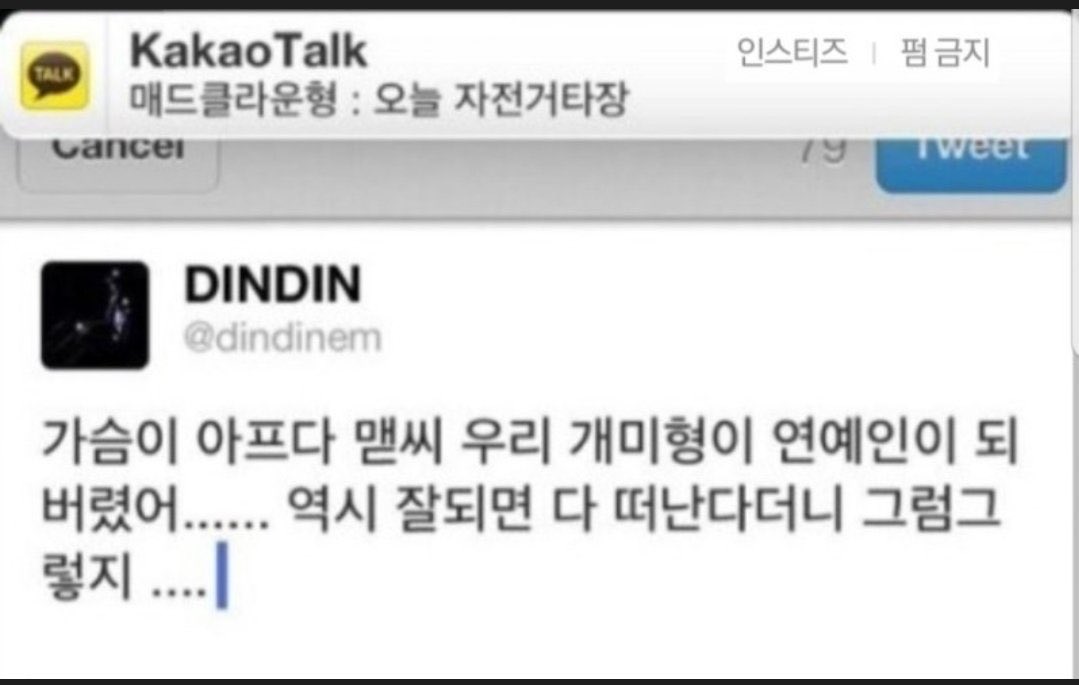 KakaoTalk
인스티즈 | 펌 금지
TALK
매드클라운형 : 오늘 자전거타장
Cancel
79
Tweet
DINDIN
@dindinem
가슴이 아프다 맫씨 우리 개미형이 연예인이 되
버렸어...... 역시 잘되면 다 떠난다더니 그럼그
렇지 ....